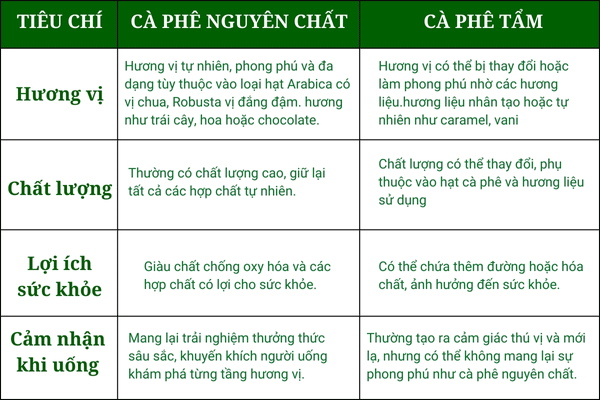 TIÊU CHÍ
CÀ PHÊ NGUYÊN CHẤT
CÀ PHÊ TẨM
Hương vị
Hương vị tự nhiên, phong phú và đa
dạng tùy thuộc vào loại hạt Arabica có
vị chua, Robusta vị đắng đậm. hương
như trái cây, hoa hoặc chocolate.
Hương vị có thể bị thay đổi hoặc
làm phong phú nhờ các hương
liệu.hương liệu nhân tạo hoặc tự
nhiên như caramel, vani
Chất lượng
Thường có chất lượng cao, giữ lại
tất cả các hợp chất tự nhiên.
Chất lượng có thể thay đổi, phụ
thuộc vào hạt cà phê và hương liệu
sử dụng
Lợi ích
sức khỏe
Giàu chất chống oxy hóa và các
hợp chất có lợi cho sức khỏe.
Có thể chứa thêm đường hoặc hóa
chất, ảnh hưởng đến sức khỏe.
Cảm nhận
khi uống
Mang lại trải nghiệm thưởng thức
sâu sắc, khuyến khích người uống
khám phá từng tầng hương vị.
Thường tạo ra cảm giác thú vị và mới
lạ, nhưng có thể không mang lại sự
phong phú như cà phê nguyên chất.